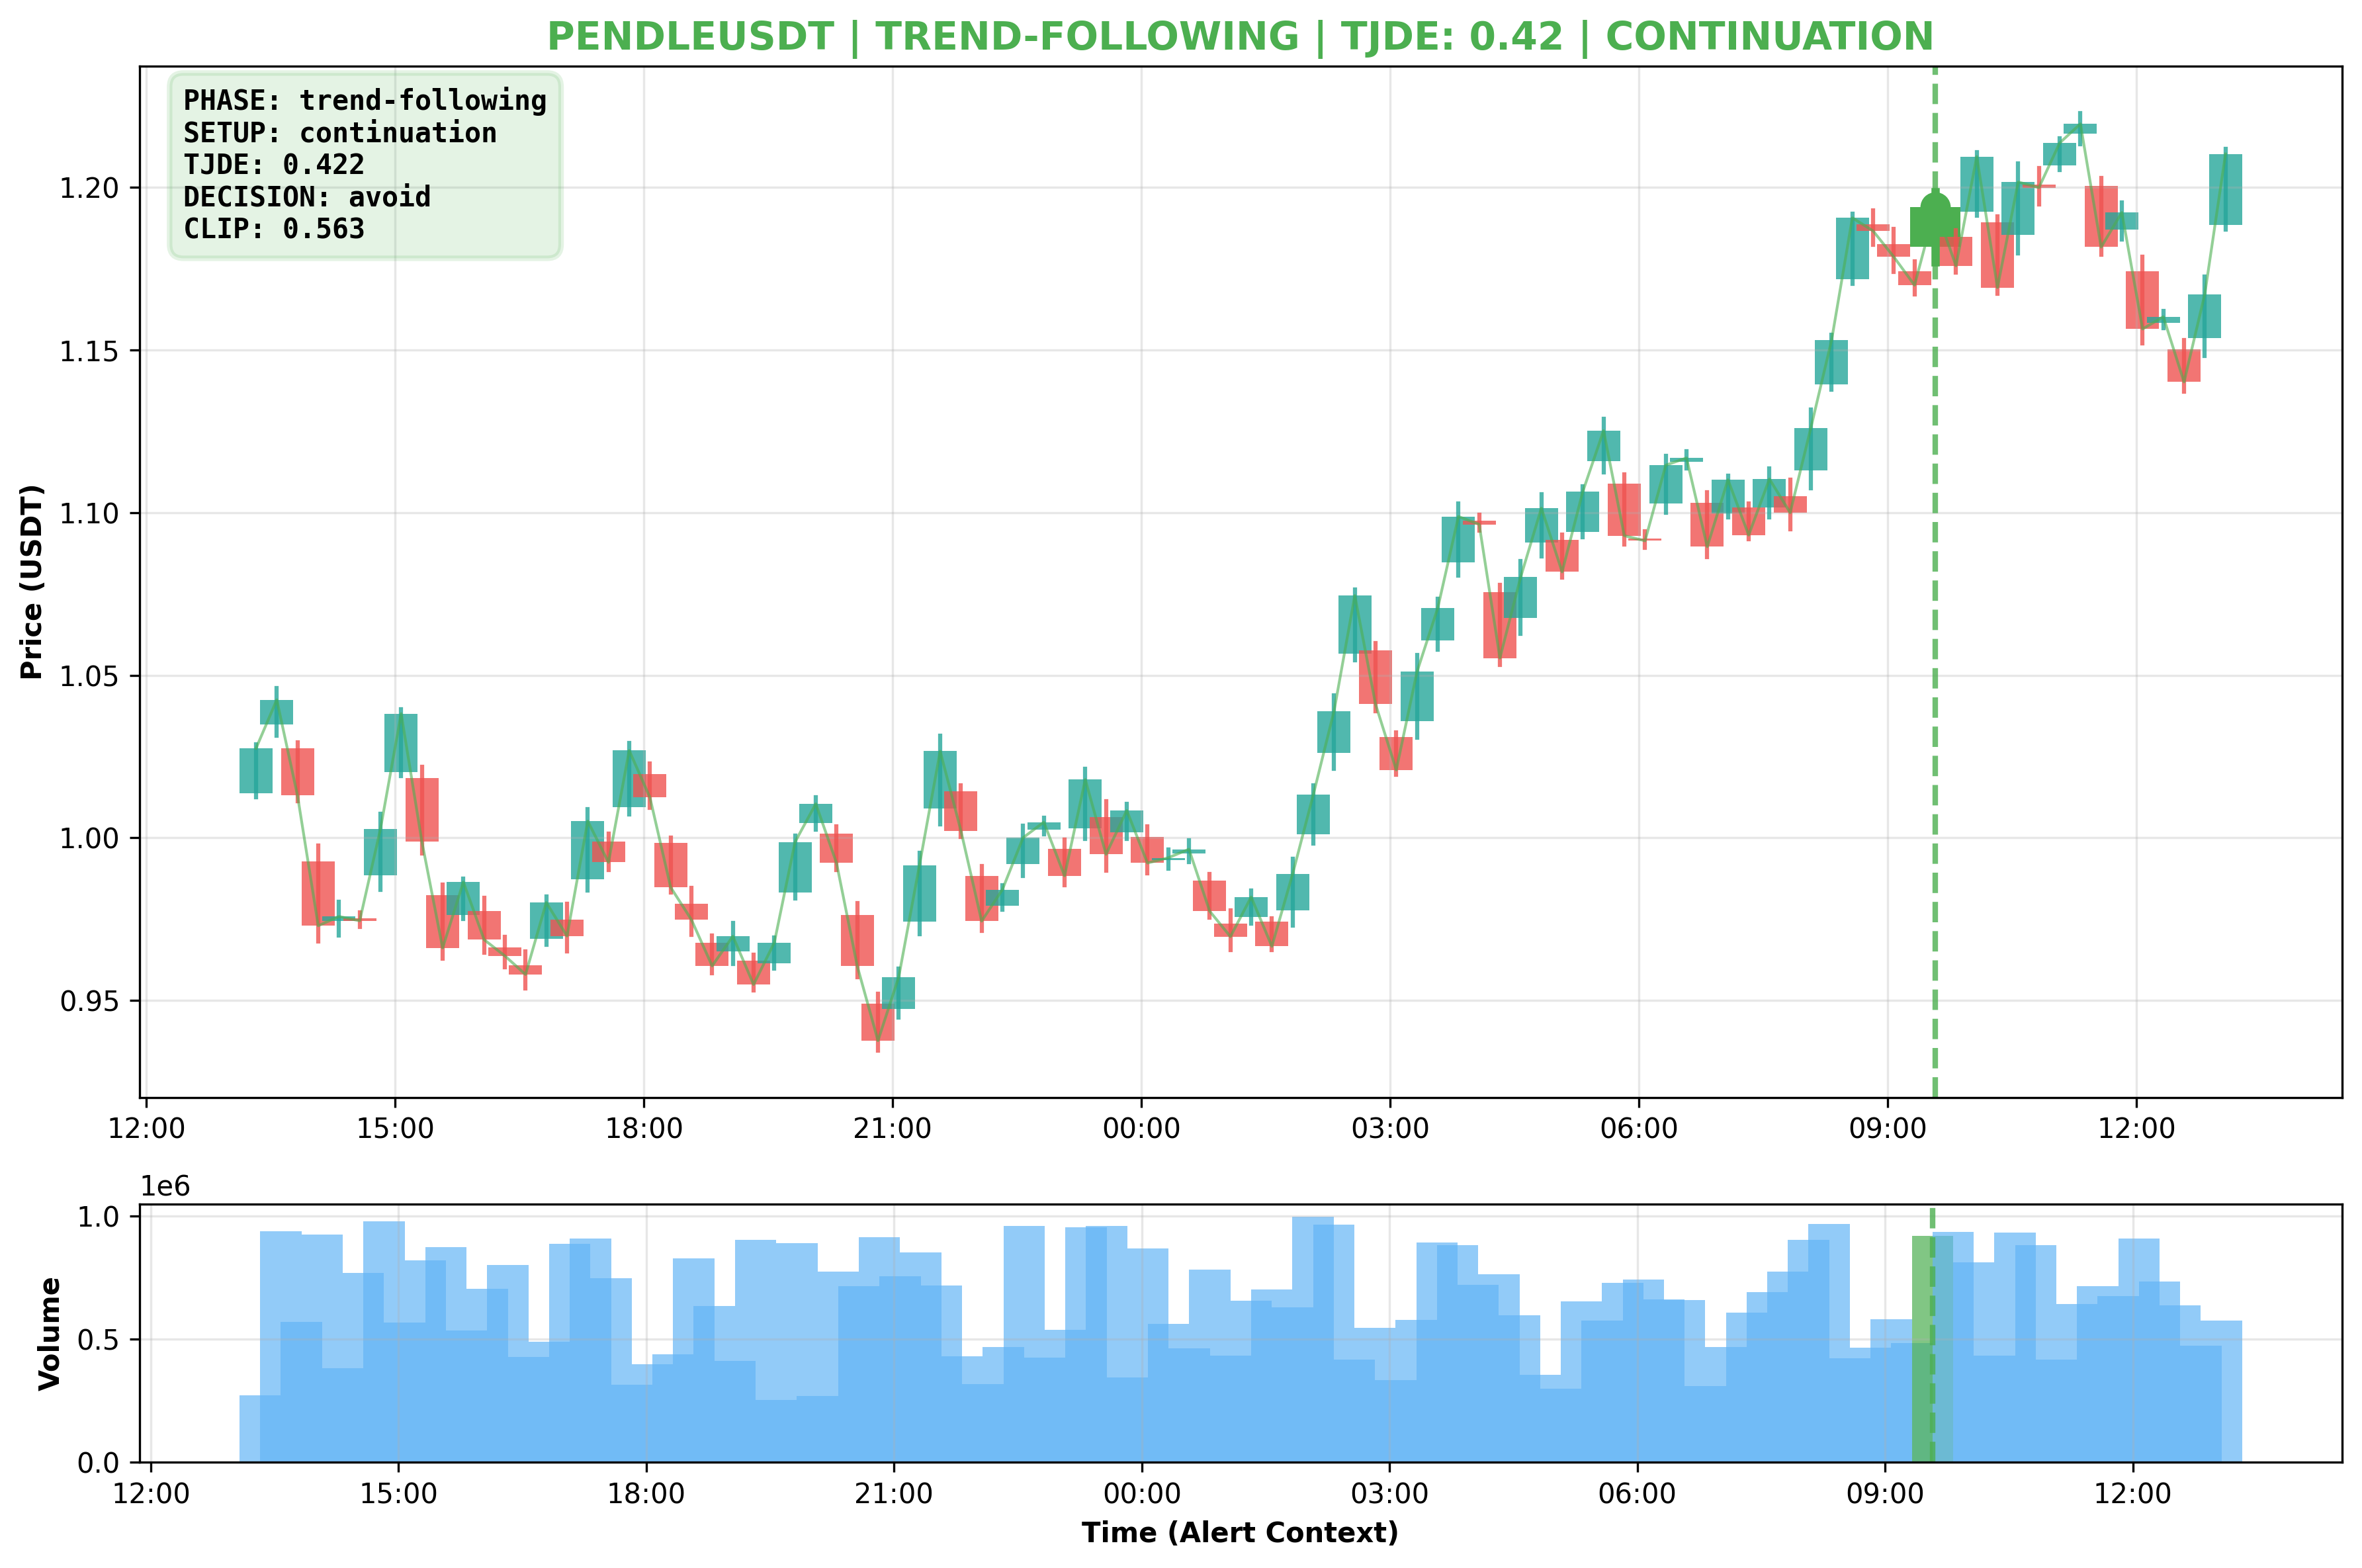 PENDLEUSDT | TREND-FOLLOWING | TJDE: 0.42 | CONTINUATION
PHASE: trend-following
SETUP: continuation
TJDE: 0.422
DECISION: avoid
CLIP: 0.563
Price (USDT)
1.20
1.15
1.10
1.05
1.00
0.95
12:00 15:00 18:00 21:00 00:00 03:00 06:00 09:00 12:00
1e6
Volume
1.0
0.5
0.0
12:00 15:00 18:00 21:00 00:00 03:00 06:00 09:00 12:00
Time (Alert Context)